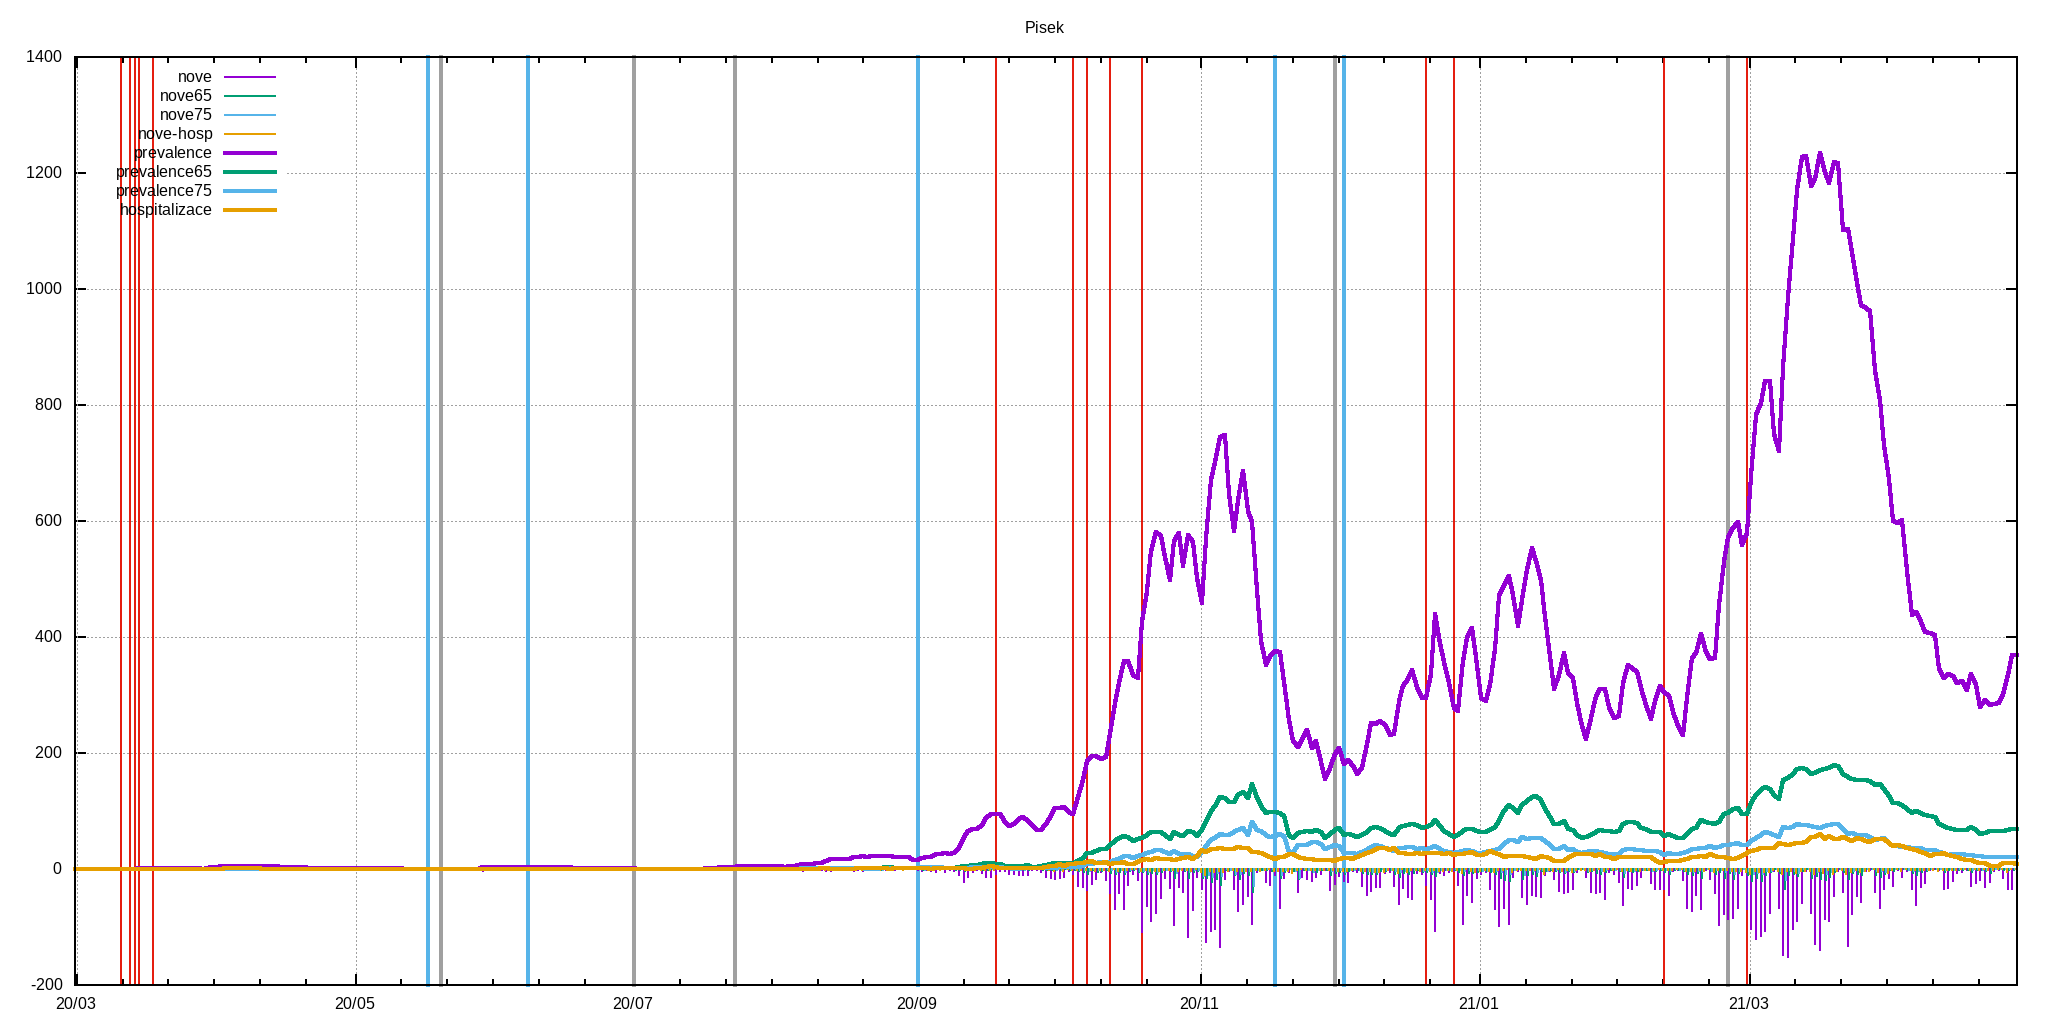 Pisek
1400
1200
1000
800
600
400
200
0
-200
nove
nove65
nove75
nove-hosp
prevalence
prevalence65
prevalence75
hospitalizace
20/03
20/05
20/07
20/09
20/11
21/01
21/03